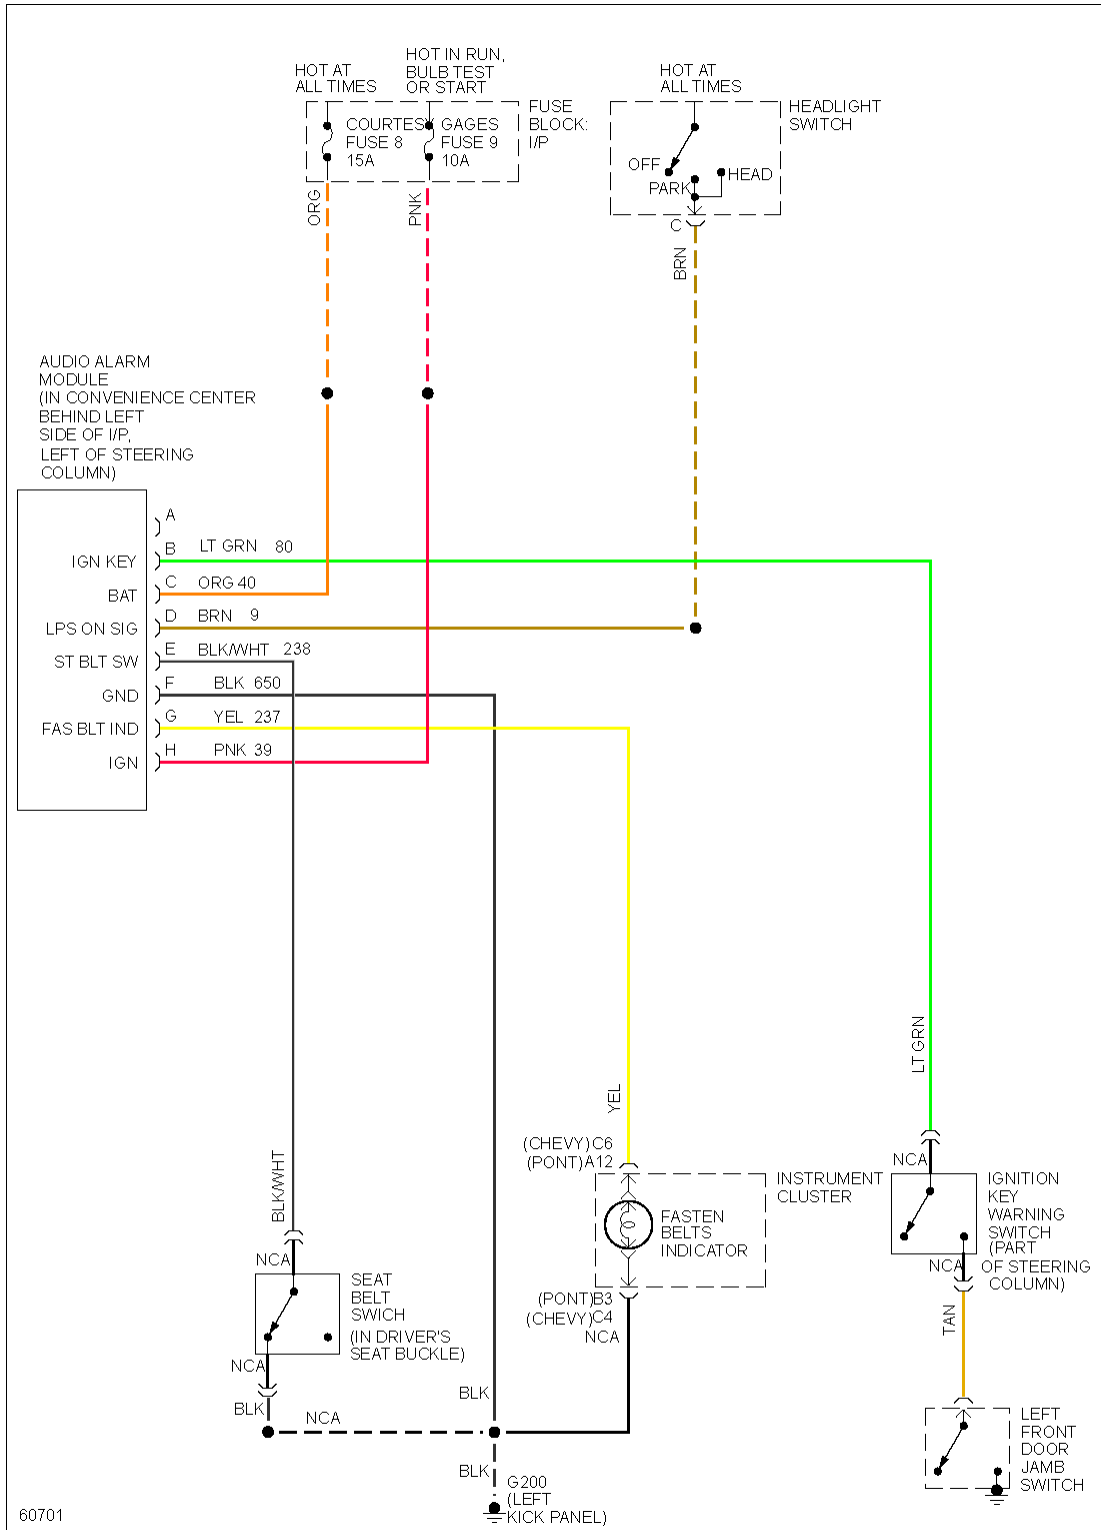 HOT AT
ALL TIMES
HOT IN RUN,
BULB TEST
OR START
HOT AT
ALL TIMES
COURTESY
FUSE 8
15A
GAGES
FUSE 9
10A
FUSE
BLOCK:
I/P
HEADLIGHT
SWITCH
OFF
PARK
HEAD
C
ORG
PNK
BRN
AUDIO ALARM
MODULE
(IN CONVENIENCE CENTER
BEHIND LEFT
SIDE OF I/P,
LEFT OF STEERING
COLUMN)
A
IGN KEY B LT GRN 80
BAT C ORG 40
LPS ON SIG D BRN 9
ST BLT SW E BLK/WHT 238
GND F BLK 650
FAS BLT IND G YEL 237
IGN H PNK 39
LT GRN
YEL
BLK/WHT
(CHEVY) C6
(PONT) A12
INSTRUMENT
CLUSTER
FASTEN
BELTS
INDICATOR
(PONT) B3
(CHEVY) C4
NCA
NCA
IGNITION
KEY
WARNING
SWITCH
(PART
OF STEERING
COLUMN)
NCA
TAN
NCA
SEAT
BELT
SWICH
(IN DRIVER'S
SEAT BUCKLE)
NCA
BLK
NCA
BLK
BLK
G200
(LEFT
KICK PANEL)
LEFT
FRONT
DOOR
JAMB
SWITCH
60701